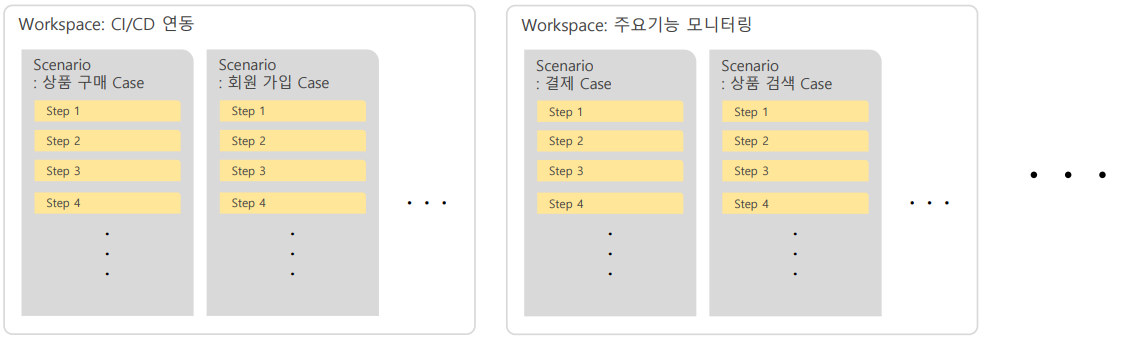 Workspace: CI/CD 연동
Scenario
: 상품 구매 Case
Step 1
Step 2
Step 3
Step 4
Scenario
: 회원 가입 Case
Step 1
Step 2
Step 3
Step 4
Workspace: 주요기능 모니터링
Scenario
: 결제 Case
Step 1
Step 2
Step 3
Step 4
Scenario
: 상품 검색 Case
Step 1
Step 2
Step 3
Step 4